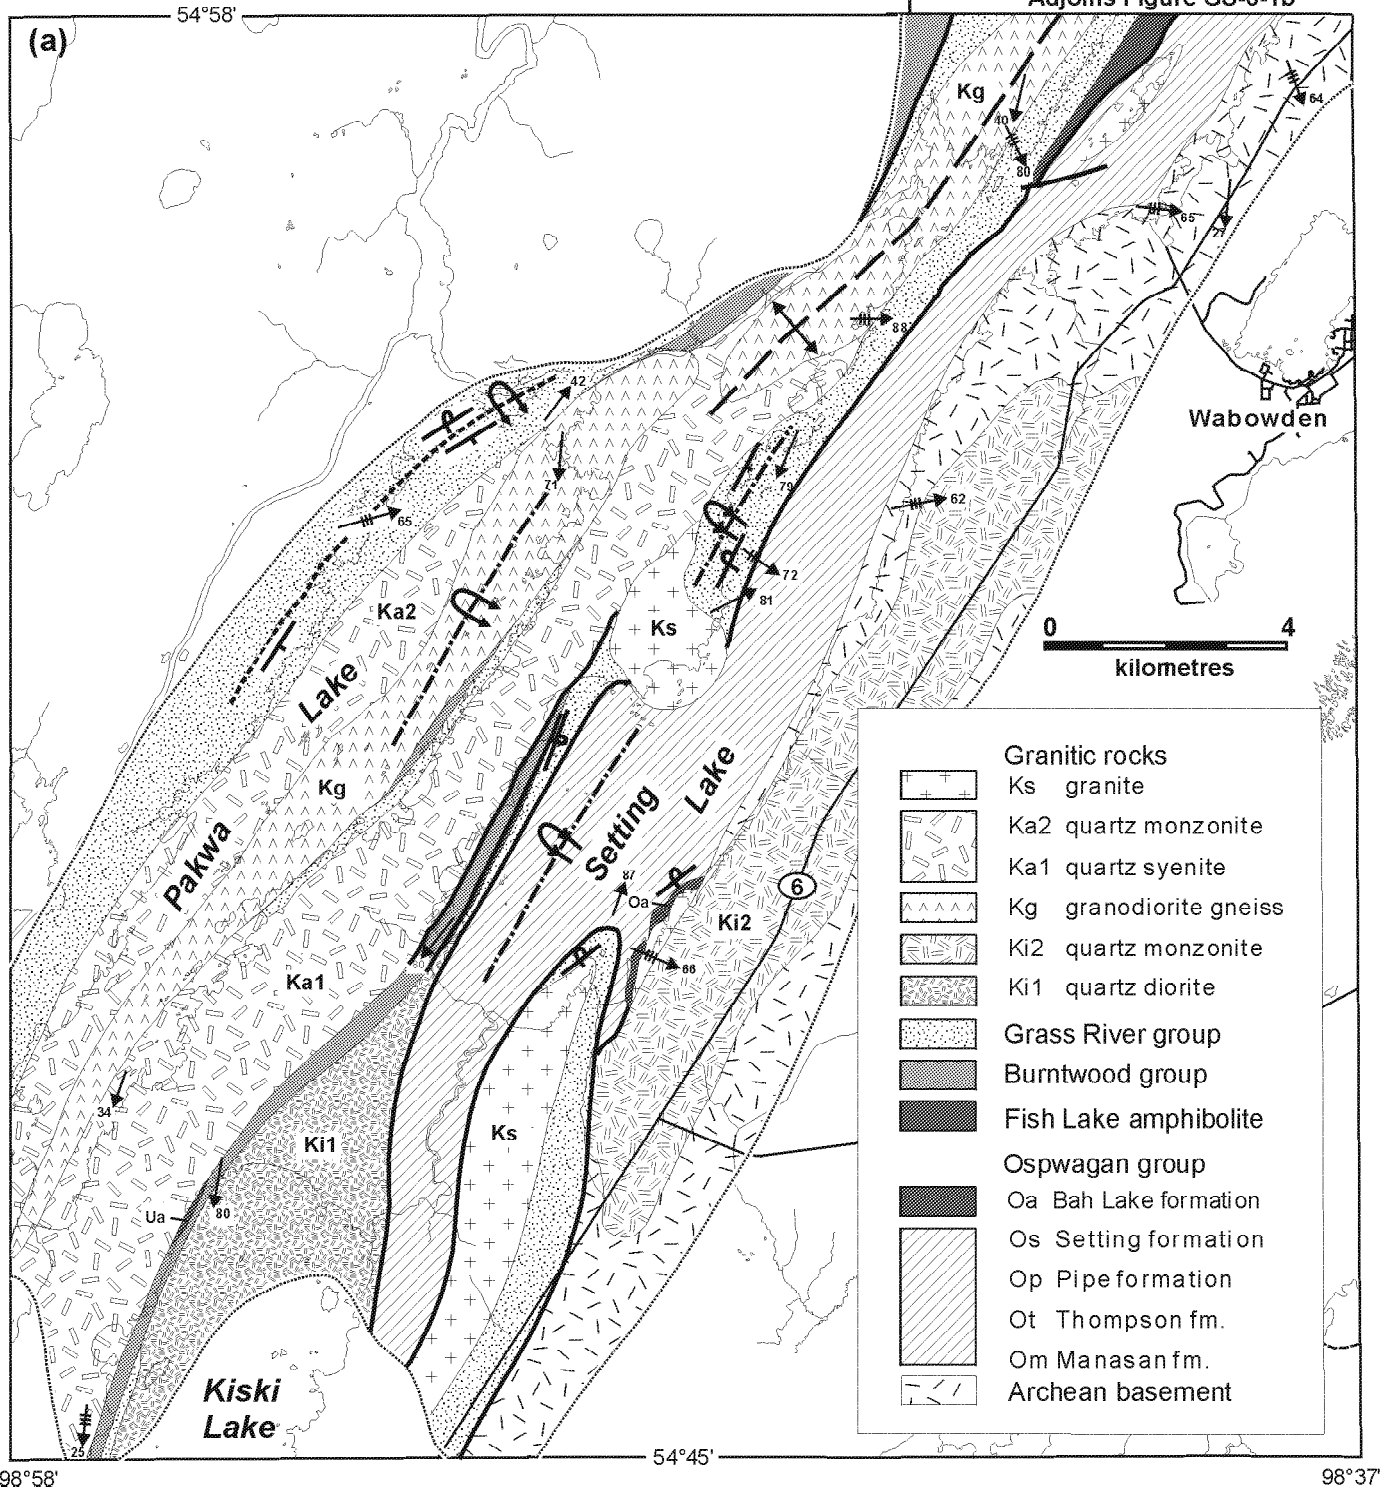 54°58'
Adjoins Figure GS-6-1b
(a)
Kg
64
40
80
65
27
88
42
Wabowden
71
79
65
62
72
81
Ka2
Ks
0 4
kilometres
Lake
Kg
Setting
Lake
Pakwa
87
Oa
6
Ki2
66
Ka1
34
Ki1
Ks
80
Ua
Kiski
Lake
25
54°45'
98°58'
98°37'
Granitic rocks
Ks granite
Ka2 quartz monzonite
Ka1 quartz syenite
Kg granodiorite gneiss
Ki2 quartz monzonite
Ki1 quartz diorite
Grass River group
Burntwood group
Fish Lake amphibolite
Ospwagan group
Oa Bah Lake formation
Os Setting formation
Op Pipe formation
Ot Thompson fm.
Om Manasan fm.
Archean basement